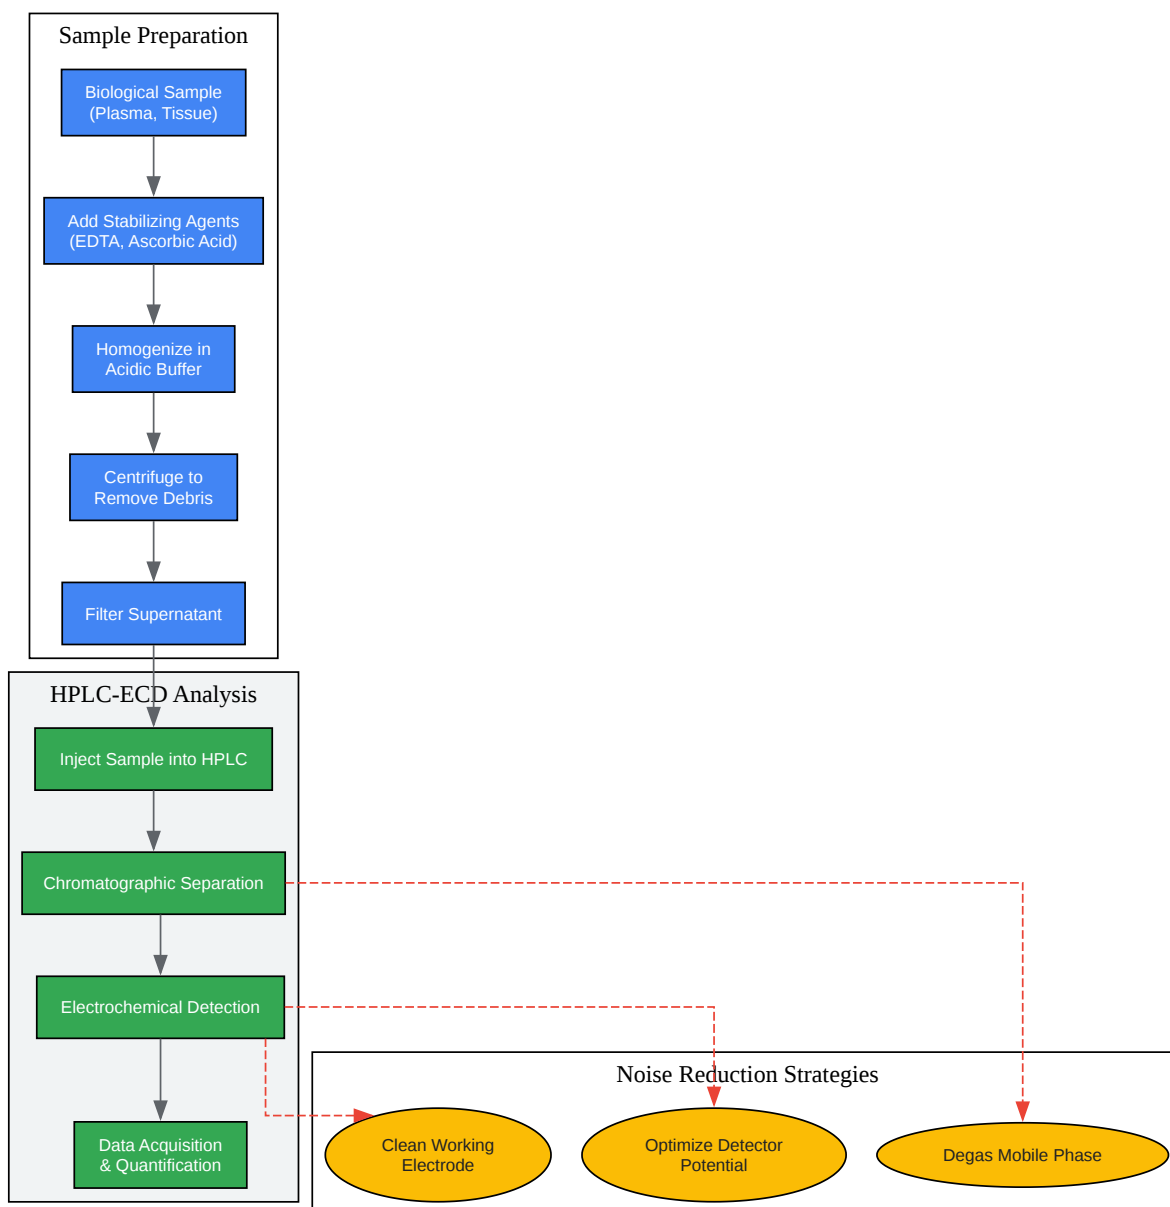 Sample Preparation
Biological Sample
(Plasma, Tissue)
Add Stabilizing Agents
(EDTA, Ascorbic Acid)
Homogenize in
Acidic Buffer
Centrifuge to
Remove Debris
Filter Supernatant
HPLC-ECD Analysis
Inject Sample into HPLC
Chromatographic Separation
Electrochemical Detection
Data Acquisition
& Quantification
Noise Reduction Strategies
Clean Working
Electrode
Optimize Detector
Potential
Degas Mobile Phase